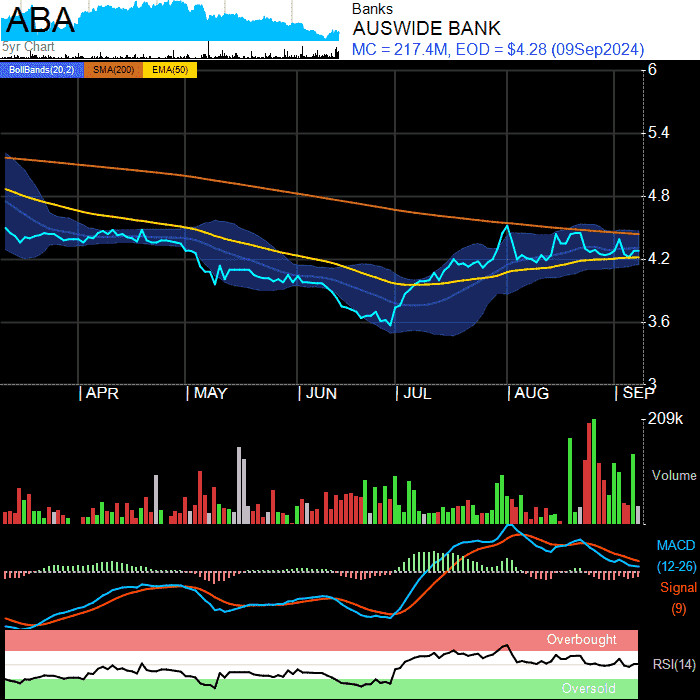 ABA
5yr Chart
Banks
AUSWIDE BANK
MC = 217.4M, EOD = $4.28 (09Sep2024)
BollBands(20,2) SMA(200) EMA(50)
6
5.4
4.8
4.2
3.6
3
APR MAY JUN JUL AUG SEP
209k
Volume
MACD
(12-26)
Signal
(9)
Overbought
RSI(14)
Oversold